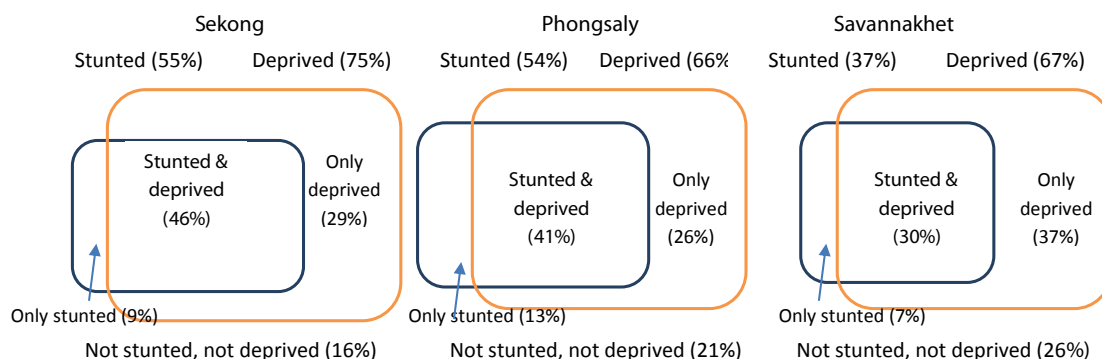 Sekong
Stunted (55%) Deprived (75%)
Stunted &
deprived
(46%)
Only
deprived
(29%)
Only stunted (9%)
Not stunted, not deprived (16%)
Phongsaly
Stunted (54%) Deprived (66%
Stunted &
deprived
(41%)
Only
deprived
(26%)
Only stunted (13%)
Not stunted, not deprived (21%)
Savannakhet
Stunted (37%) Deprived (67%)
Stunted &
deprived
(30%)
Only
deprived
(37%)
Only stunted (7%)
Not stunted, not deprived (26%)